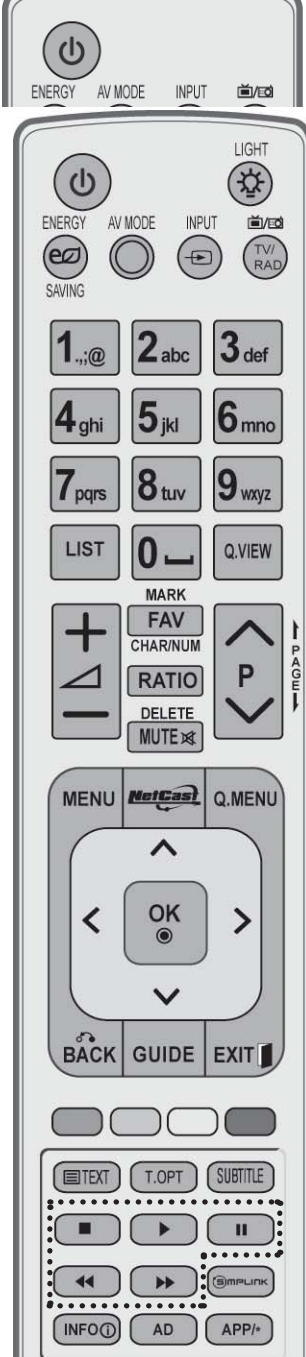 ENERGY AV MODE INPUT
LIGHT
ENERGY AV MODE INPUT
TV/
RAD
SAVING
1.,;@ 2abc 3def
4ghi 5jkl 6mno
7pqrs 8tuv 9wxyz
LIST 0 Q.VIEW
MARK
FAV
CHAR/NUM
RATIO
DELETE
MUTE
P
PAGE
MENU NetCast Q.MENU
OK
BACK GUIDE EXIT
TEXT T.OPT SUBTITLE
SIMPLINK
INFO AD APP/*